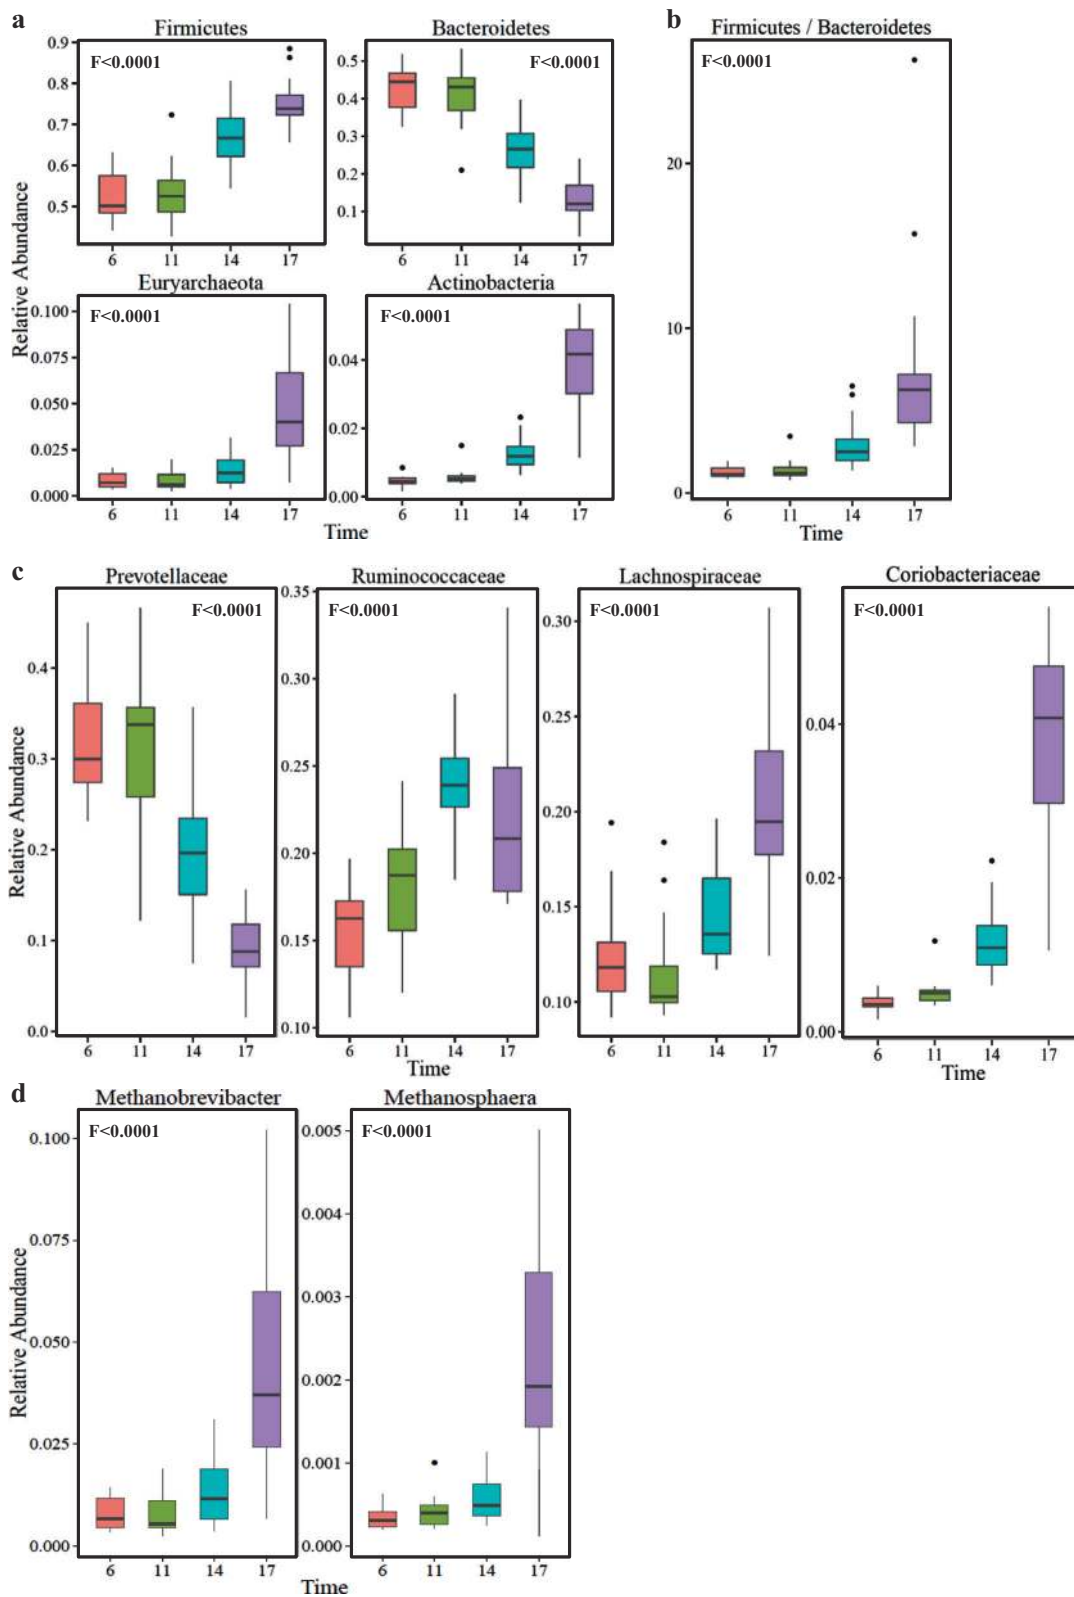 a
Firmicutes
Bacteroidetes
F<0.0001
F<0.0001
0.9
0.8
0.7
0.6
0.5
0.5
0.4
0.3
0.2
0.1
6 11 14 17
6 11 14 17
Relative Abundance
Euryarchaeota
Actinobacteria
F<0.0001
F<0.0001
0.100
0.075
0.050
0.025
0.000
0.04
0.02
0.00
6 11 14 17
6 11 14 17
Time
b
Firmicutes / Bacteroidetes
F<0.0001
20
10
0
6 11 14 17
Time
c
Prevotellaceae
Ruminococcaceae
Lachnospiraceae
Coriobacteriaceae
F<0.0001
F<0.0001
F<0.0001
F<0.0001
Relative Abundance
0.4
0.3
0.2
0.1
0.0
0.35
0.30
0.25
0.20
0.15
0.10
0.30
0.25
0.20
0.15
0.10
0.04
0.02
0.00
6 11 14 17
6 11 14 17
6 11 14 17
6 11 14 17
Time
Time
d
Methanobrevibacter
Methanosphaera
F<0.0001
F<0.0001
Relative Abundance
0.100
0.075
0.050
0.025
0.000
0.005
0.004
0.003
0.002
0.001
0.000
6 11 14 17
6 11 14 17
Time